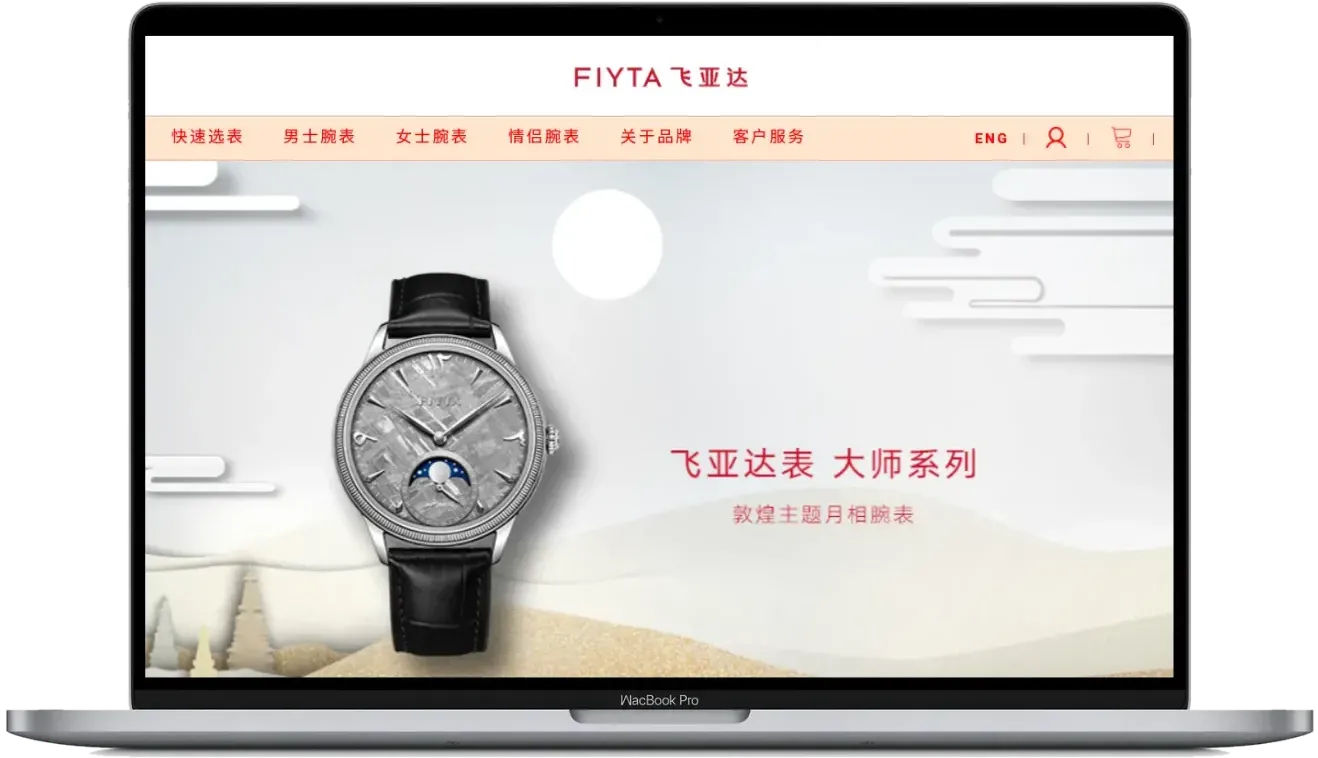 FIYTA 飞亚达
快速选表 男士腕表 女士腕表 情侣腕表 关于品牌 客户服务 ENG
FIYTA
飞亚达表 大师系列
敦煌主题月相腕表
MacBook Pro